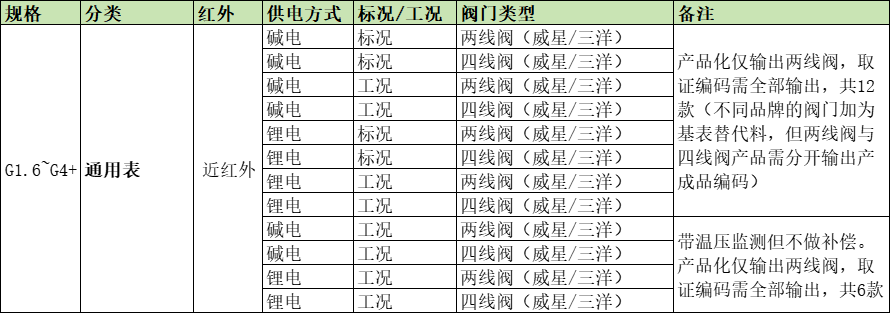 规格 分类 红外 供电方式 标况/工况 阀门类型 备注
碱电 标况 两线阀（威星/三洋）
碱电 标况 四线阀（威星/三洋）
碱电 工况 两线阀（威星/三洋）
碱电 工况 四线阀（威星/三洋）
锂电 标况 两线阀（威星/三洋）
锂电 标况 四线阀（威星/三洋）
锂电 工况 两线阀（威星/三洋）
锂电 工况 四线阀（威星/三洋）
碱电 工况 两线阀（威星/三洋）
碱电 工况 四线阀（威星/三洋）
锂电 工况 两线阀（威星/三洋）
锂电 工况 四线阀（威星/三洋）
G1.6~G4+ 通用表 近红外
产品化仅输出两线阀，取
证编码需全部输出，共12
款（不同品牌的阀门加为
基表替代料，但两线阀与
四线阀产品需分开输出产
成品编码）
带温压监测但不做补偿。
产品化仅输出两线阀，取
证编码需全部输出，共6款